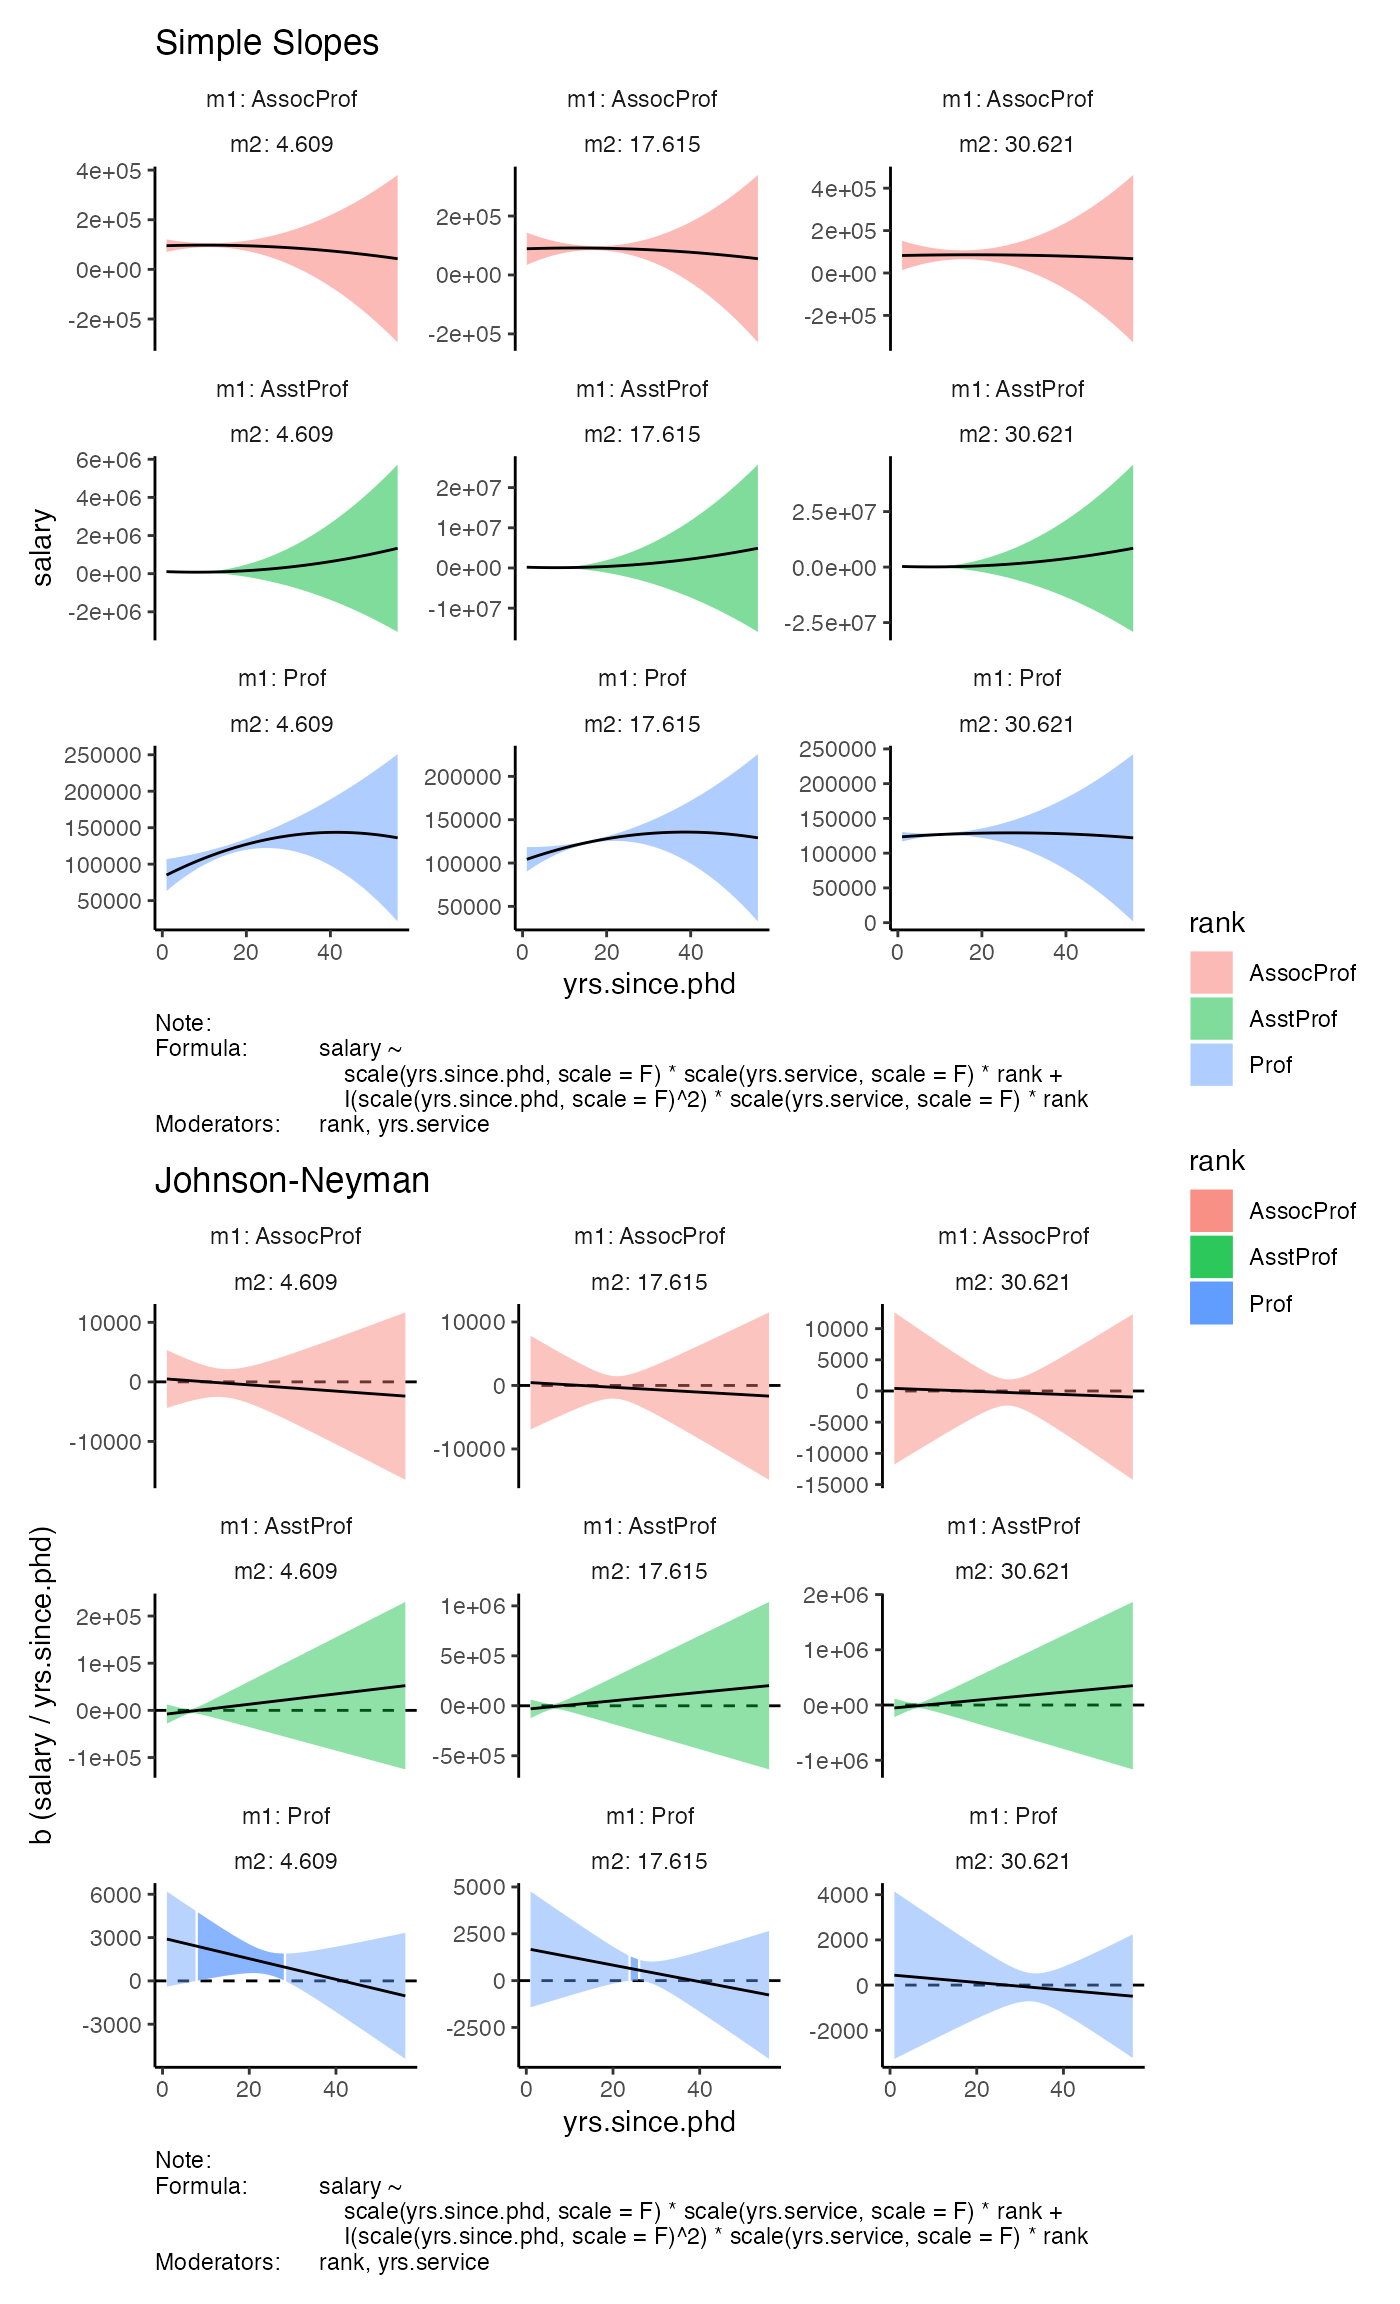 Simple Slopes
m1: AssocProf
m1: AssocProf
m1: AssocProf
m2: 4.609
m2: 17.615
m2: 30.621
4e+05
2e+05
0e+00
-2e+05
2e+05
0e+00
-2e+05
4e+05
2e+05
0e+00
-2e+05
m1: AsstProf
m1: AsstProf
m1: AsstProf
m2: 4.609
m2: 17.615
m2: 30.621
6e+06
4e+06
2e+06
0e+00
-2e+06
2e+07
1e+07
0e+00
-1e+07
2.5e+07
0.0e+00
-2.5e+07
salary
m1: Prof
m1: Prof
m1: Prof
m2: 4.609
m2: 17.615
m2: 30.621
250000
200000
150000
100000
50000
200000
150000
100000
50000
250000
200000
150000
100000
50000
0
0 20 40
0 20 40
0 20 40
yrs.since.phd
Note:
Formula: salary ~
scale(yrs.since.phd, scale = F) * scale(yrs.service, scale = F) * rank +
I(scale(yrs.since.phd, scale = F)^2) * scale(yrs.service, scale = F) * rank
Moderators: rank, yrs.service
rank
AssocProf
AsstProf
Prof
rank
AssocProf
AsstProf
Prof
Johnson-Neyman
m1: AssocProf
m1: AssocProf
m1: AssocProf
m2: 4.609
m2: 17.615
m2: 30.621
10000
0
-10000
10000
0
-10000
10000
5000
0
-5000
-10000
-15000
m1: AsstProf
m1: AsstProf
m1: AsstProf
m2: 4.609
m2: 17.615
m2: 30.621
2e+05
1e+05
0e+00
-1e+05
1e+06
5e+05
0e+00
-5e+05
2e+06
1e+06
0e+00
-1e+06
b (salary / yrs.since.phd)
m1: Prof
m1: Prof
m1: Prof
m2: 4.609
m2: 17.615
m2: 30.621
6000
3000
0
-3000
5000
2500
0
-2500
4000
2000
0
-2000
0 20 40
0 20 40
0 20 40
yrs.since.phd
Note:
Formula: salary ~
scale(yrs.since.phd, scale = F) * scale(yrs.service, scale = F) * rank +
I(scale(yrs.since.phd, scale = F)^2) * scale(yrs.service, scale = F) * rank
Moderators: rank, yrs.service